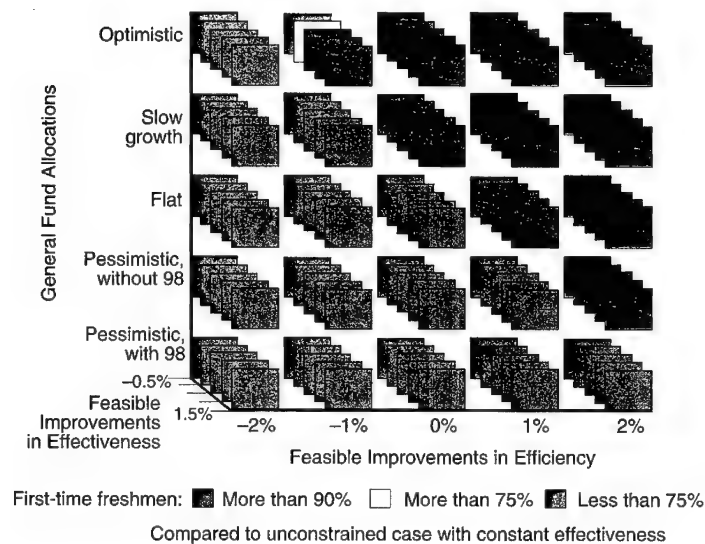 General Fund Allocations
Optimistic
Slow
growth
Flat
Pessimistic,
without 98
Pessimistic,
with 98
–0.5%
Feasible
Improvements
in Effectiveness
1.5%
–2% –1% 0% 1% 2%
Feasible Improvements in Efficiency
First-time freshmen: More than 90% More than 75% Less than 75%
Compared to unconstrained case with constant effectiveness